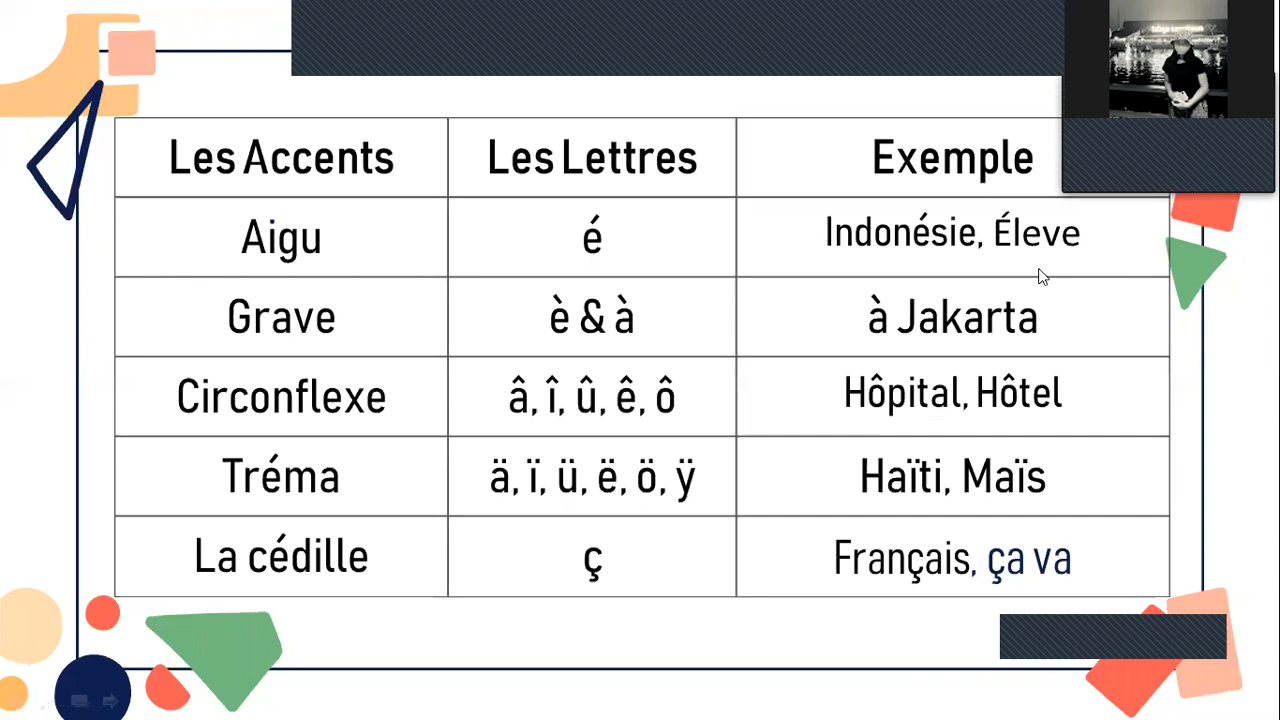 Les Accents Les Lettres Exemple
Aigu é Indonésie, Éleve
Grave è & à à Jakarta
Circonflexe â, î, û, ê, ô Hôpital, Hôtel
Tréma ä, ï, ü, ë, ö, ÿ Haïti, Maïs
La cédille ç Français, ça va